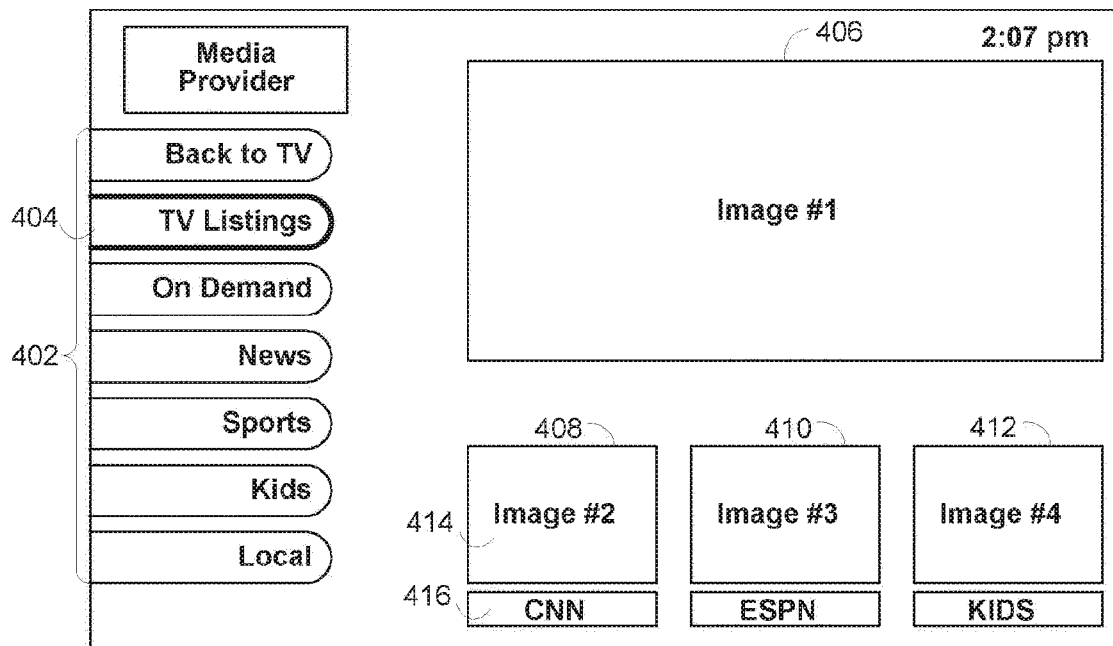 406
2:07 pm
Media
Provider
Back to TV
404
TV Listings
Image #1
On Demand
402
News
Sports
408
410
412
Kids
414
Image #2
Image #3
Image #4
Local
416
CNN
ESPN
KIDS